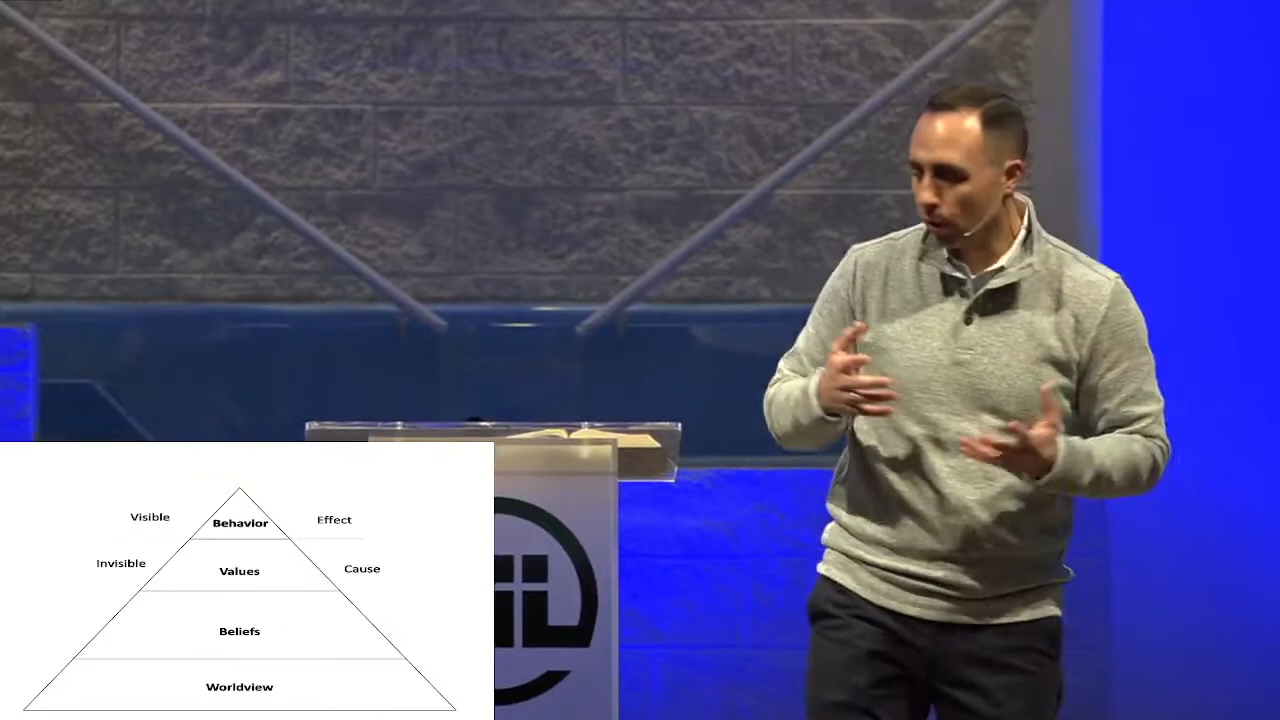 Visible
Behavior
Effect
Invisible
Values
Cause
Beliefs
Worldview